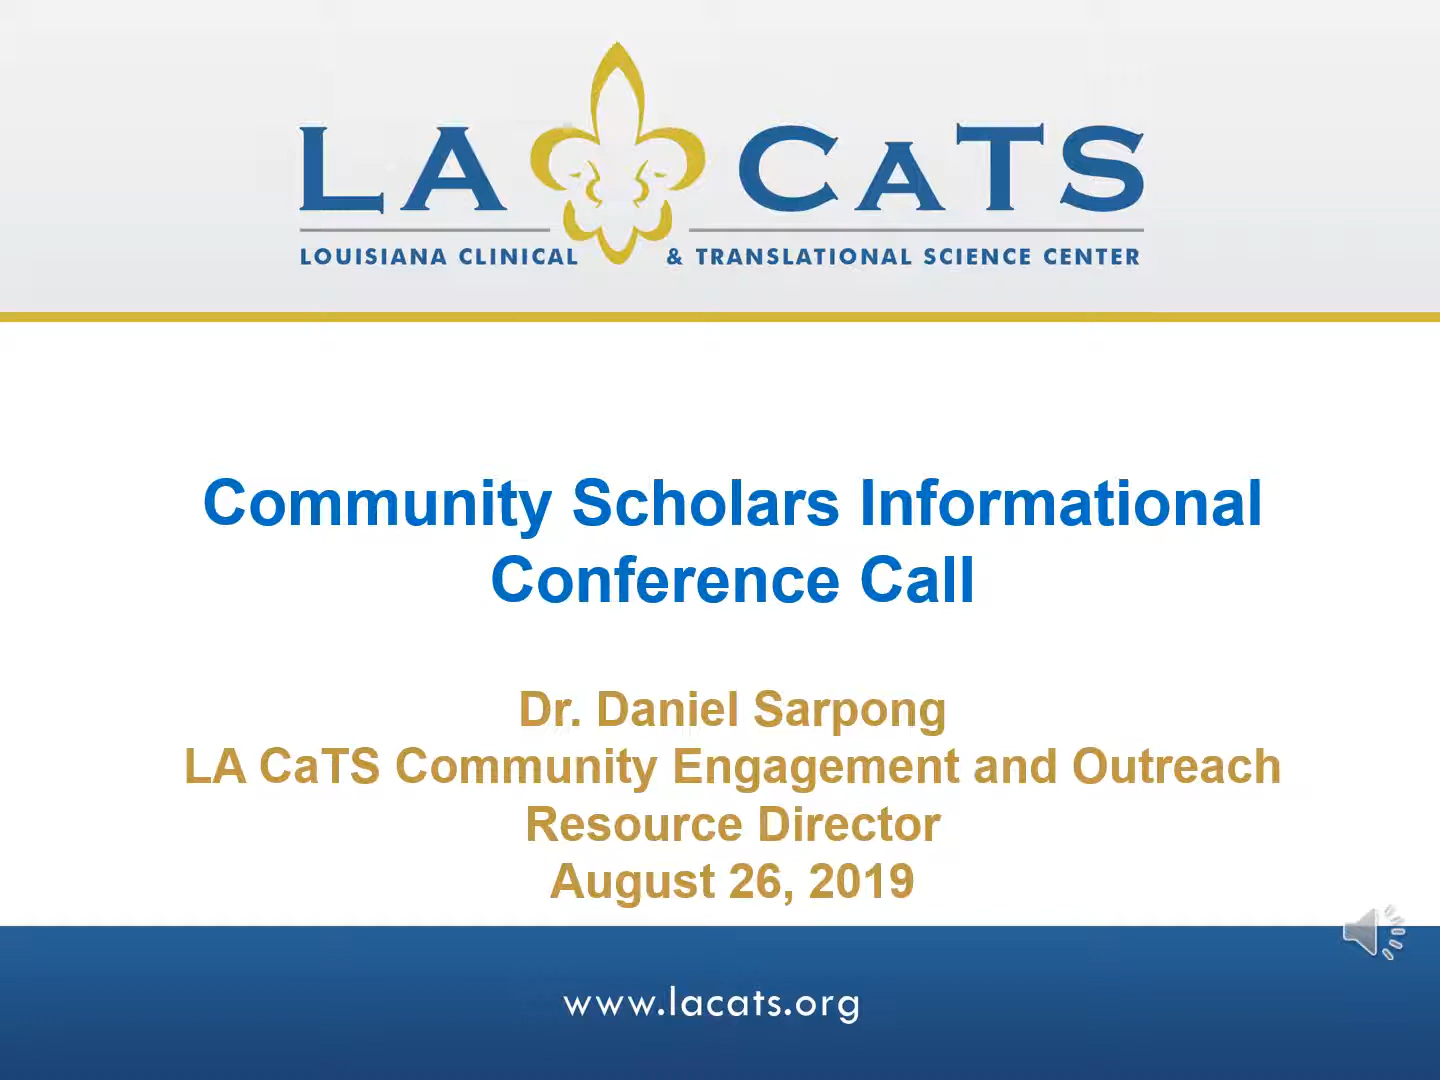 LA CaTS
LOUISIANA CLINICAL & TRANSLATIONAL SCIENCE CENTER
Community Scholars Informational
Conference Call
Dr. Daniel Sarpong
LA CaTS Community Engagement and Outreach
Resource Director
August 26, 2019
www.lacats.org